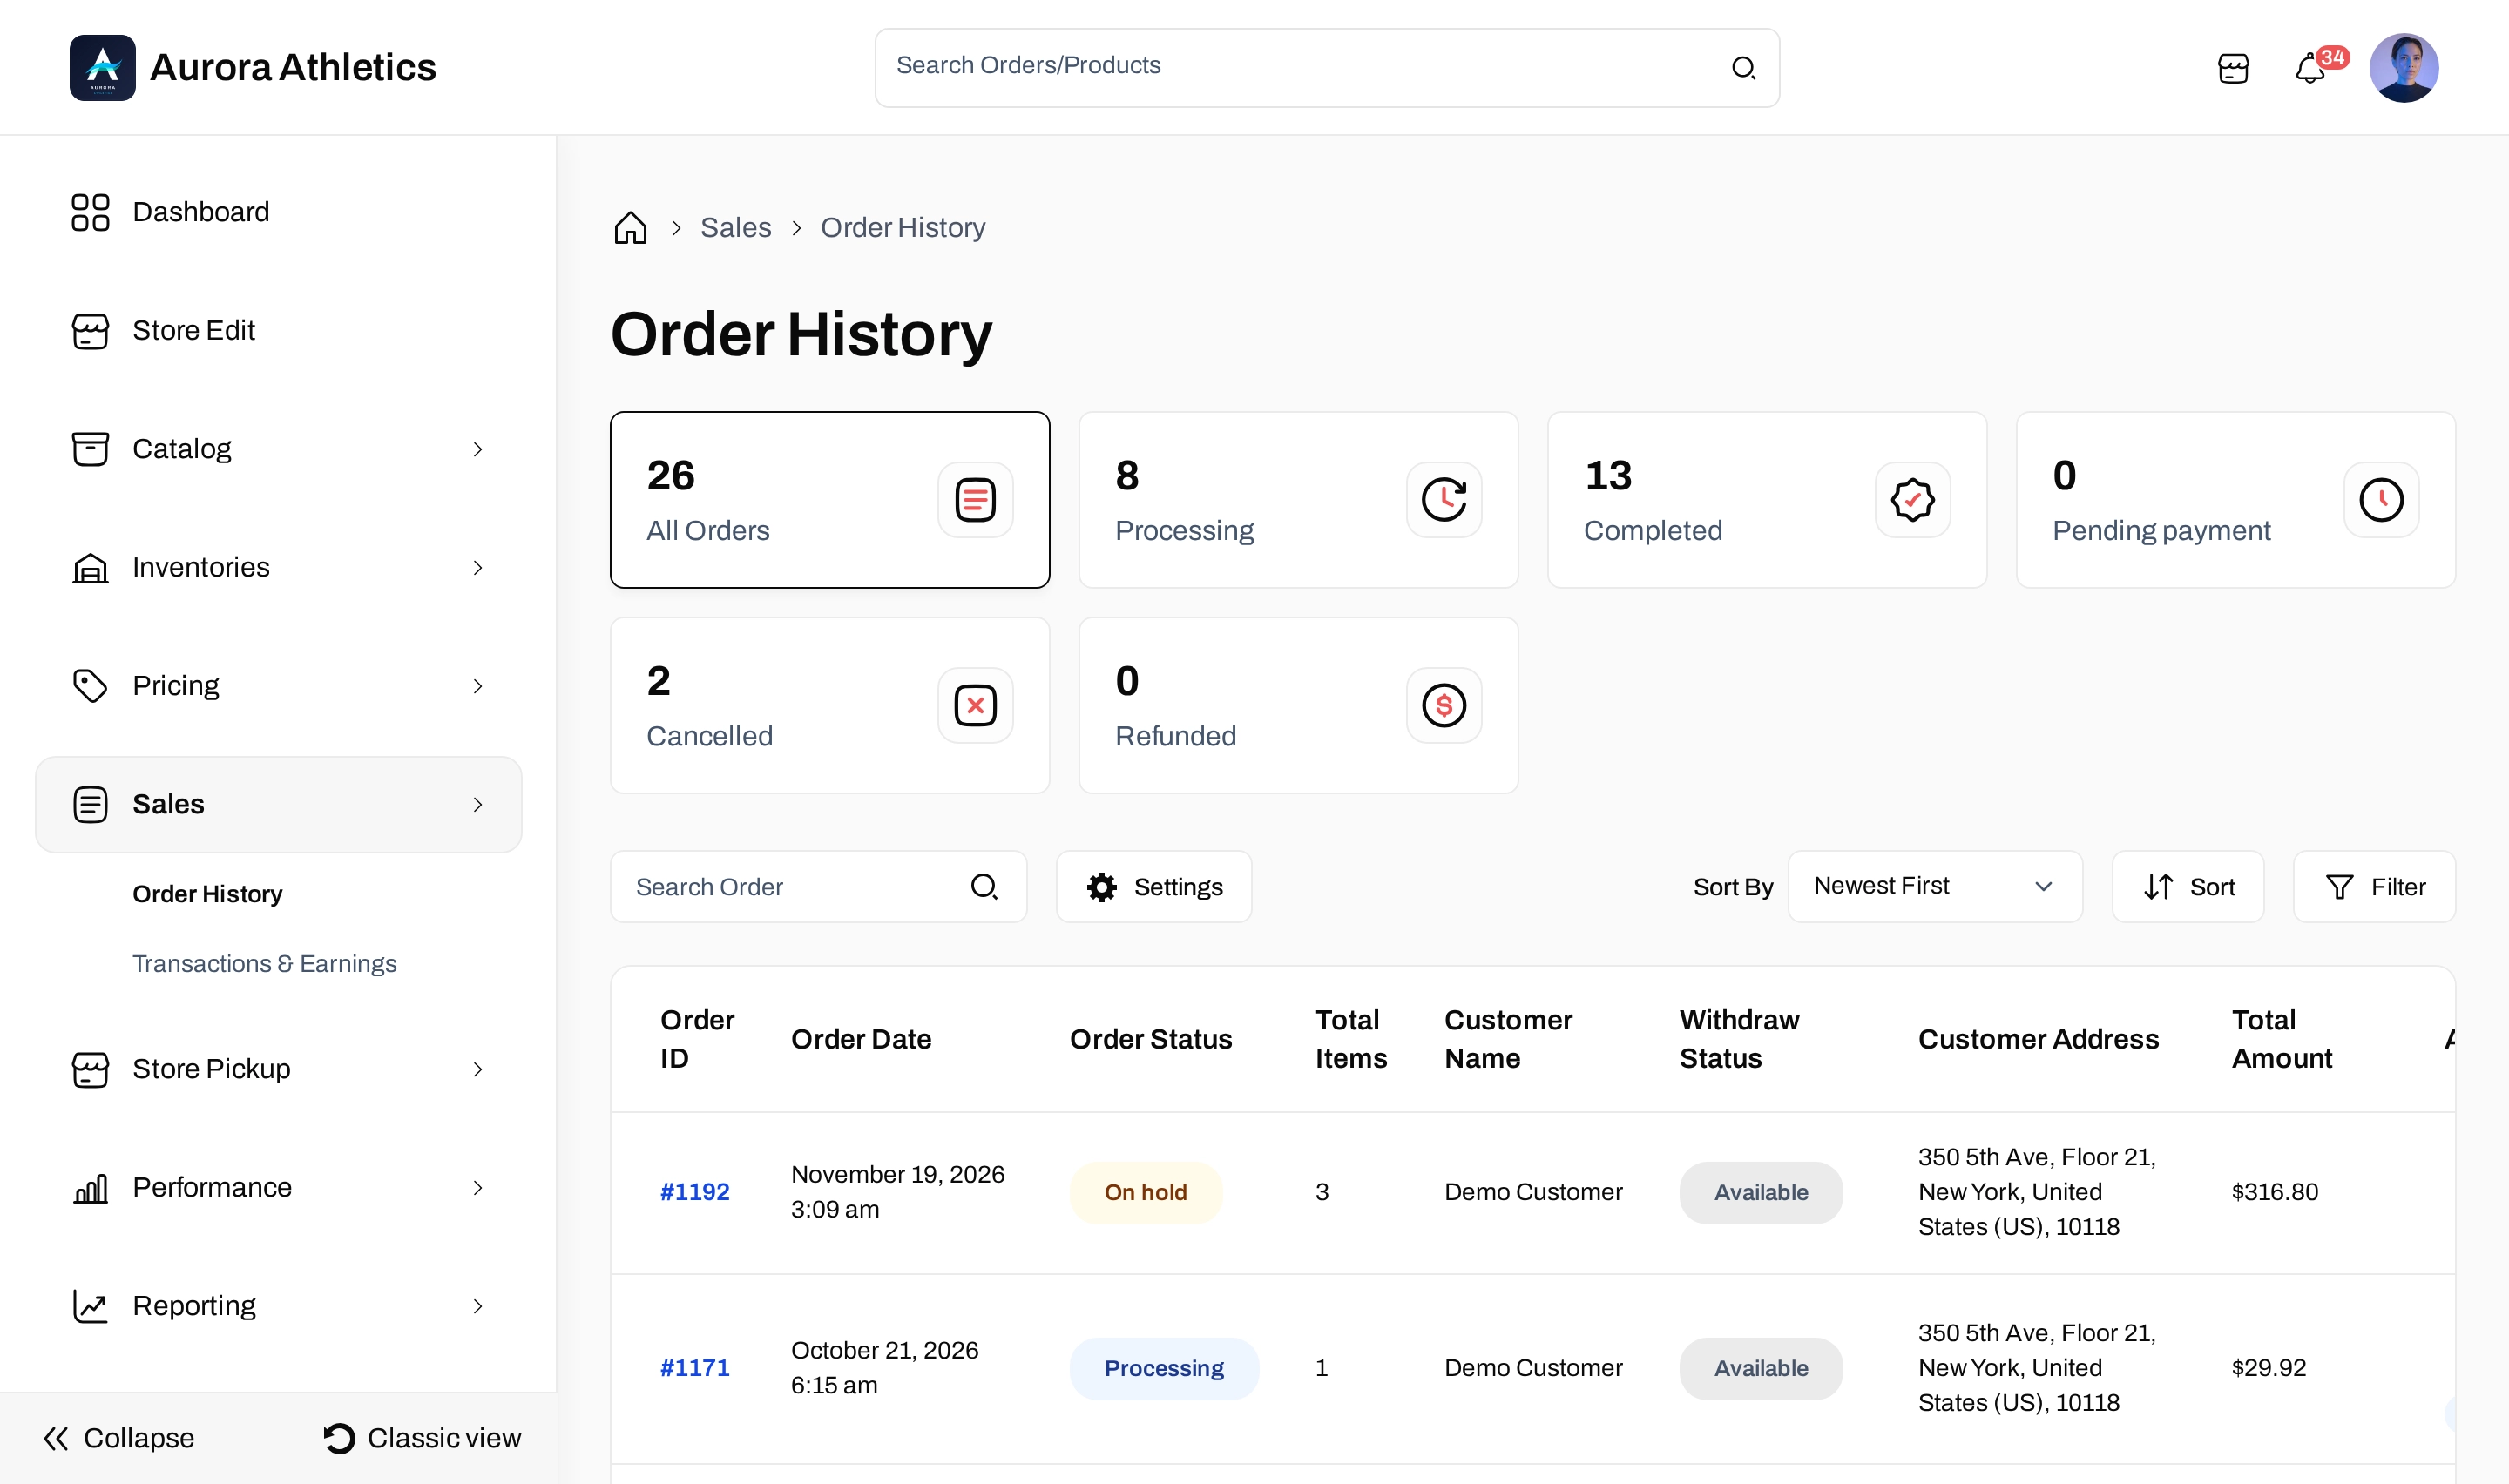 AURORA
Aurora Athletics
Search Orders/Products
34
Dashboard
Store Edit
Catalog
Inventories
Pricing
Sales
Order History
Transactions & Earnings
Store Pickup
Performance
Reporting
Collapse
Classic view
Sales
Order History
Order History
26
All Orders
8
Processing
13
Completed
0
Pending payment
2
Cancelled
0
Refunded
Search Order
Settings
Sort By
Newest First
Sort
Filter
Order
ID
Order Date
Order Status
Total
Items
Customer
Name
Withdraw
Status
Customer Address
Total
Amount
#1192
November 19, 2026
3:09 am
On hold
3
Demo Customer
Available
350 5th Ave, Floor 21,
New York, United
States (US), 10118
$316.80
#1171
October 21, 2026
6:15 am
Processing
1
Demo Customer
Available
350 5th Ave, Floor 21,
New York, United
States (US), 10118
$29.92